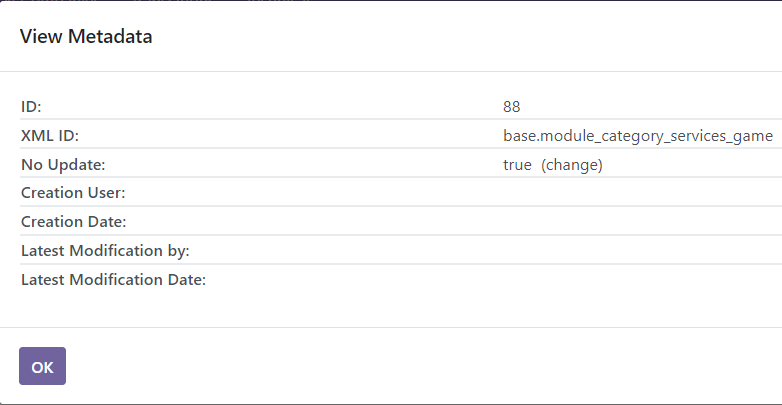 View Metadata
ID: 88
XML ID: base.module_category_services_game
No Update: true (change)
Creation User:
Creation Date:
Latest Modification by:
Latest Modification Date:
OK